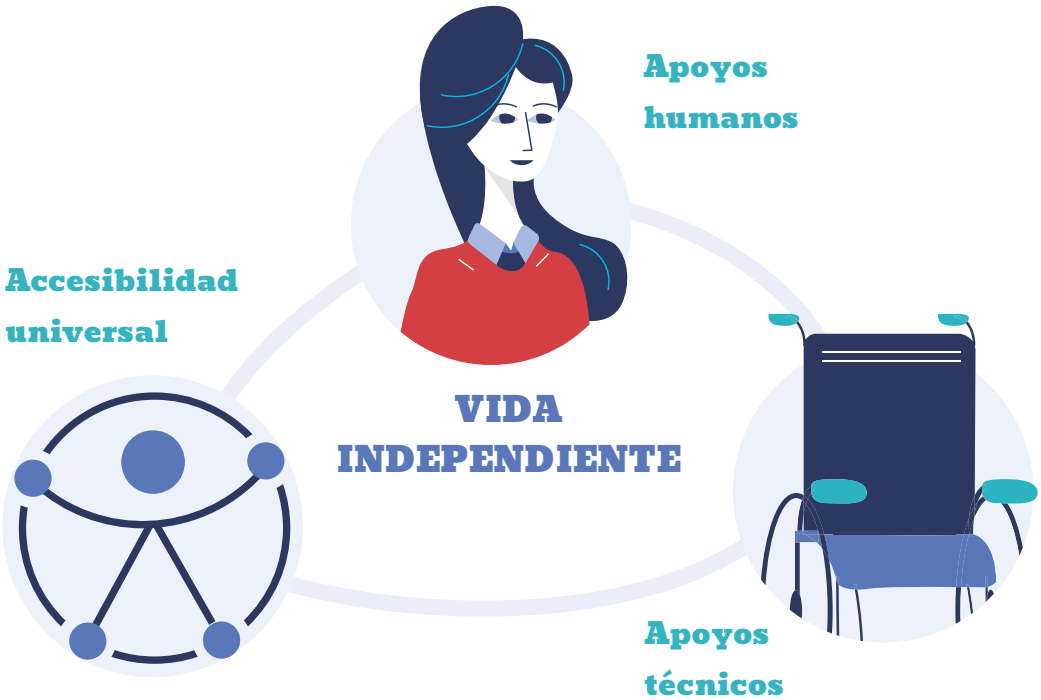 Apoyos
humanos
Accesibilidad
universal
VIDA
INDEPENDIENTE
Apoyos
técnicos